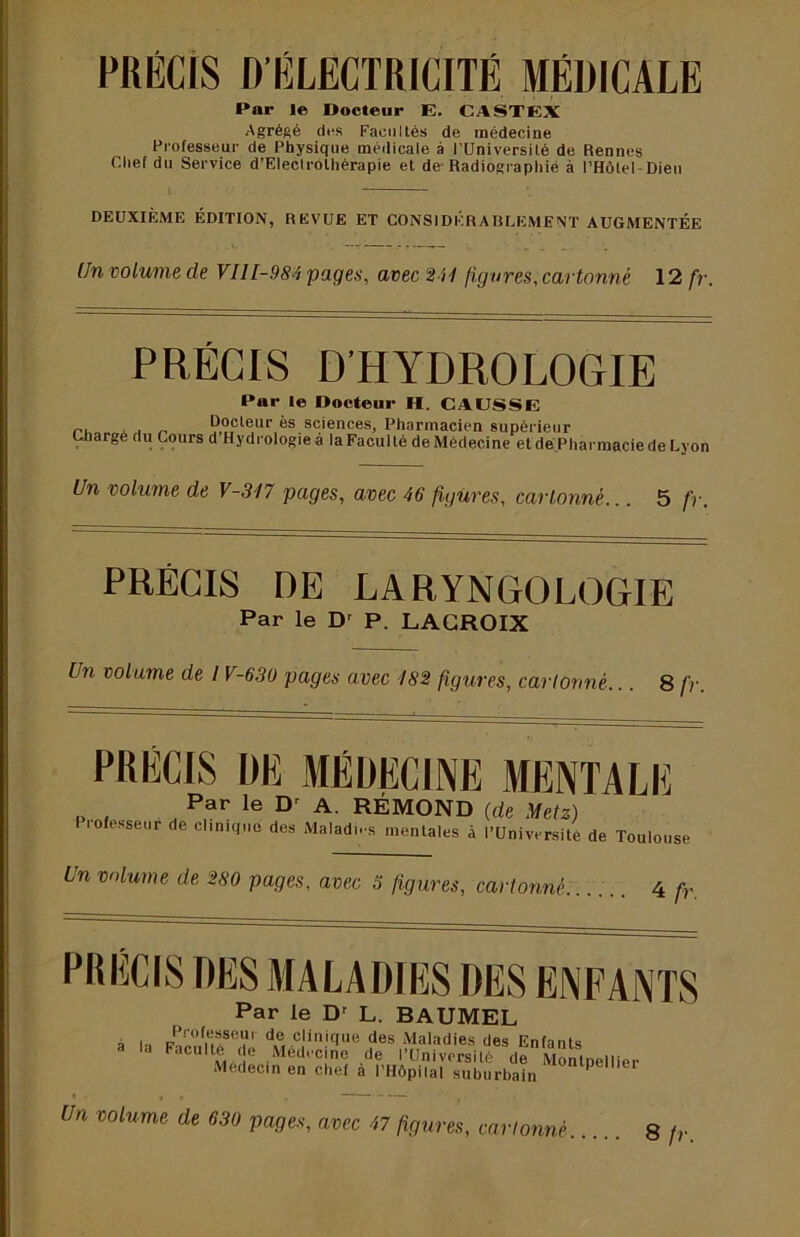 PRÉCIS D'ÉLECTRICITÉ MÉDICALE
Par le Docteur E. CASTEX
Agrégé des Facultés de médecine
Professeur de Physique médicale à l'Université de Rennes
Chef du Service d'Electrothérapie et de Radiographie à l'Hôtel-Dieu
DEUXIÈME ÉDITION, REVUE ET CONSIDÉRABLEMENT AUGMENTÉE
Un volume de VIII-984 pages, avec 241 figures, cartonné 12 fr.
PRÉCIS D'HYDROLOGIE
Par le Docteur H. CAUSSE
Docteur ès sciences, Pharmacien supérieur
Chargé du Cours d'Hydrologie à la Faculté de Médecine et de Pharmacie de Lyon
Un volume de V-317 pages, avec 46 figures, cartonné... 5 fr.
PRÉCIS DE LARYNGOLOGIE
Par le Dr P. LACROIX
Un volume de IV-630 pages avec 182 figures, cartonné... 8 fr.
PRÉCIS DE MÉDECINE MENTALE
Par le Dr A. RÉMOND (de Metz)
Professeur de clinique des Maladies mentales à l'Université de Toulouse
Un volume de 280 pages, avec 5 figures, cartonné....... 4 fr.
PRÉCIS DES MALADIES DES ENFANTS
Par le Dr L. BAUMEL
Professeur de clinique des Maladies des Enfants
à la Faculté de Médecine de l'Université de Montpellier
Médecin en chef à l'Hôpital suburbain
Un volume de 630 pages, avec 47 figures, cartonné..... 8 fr.